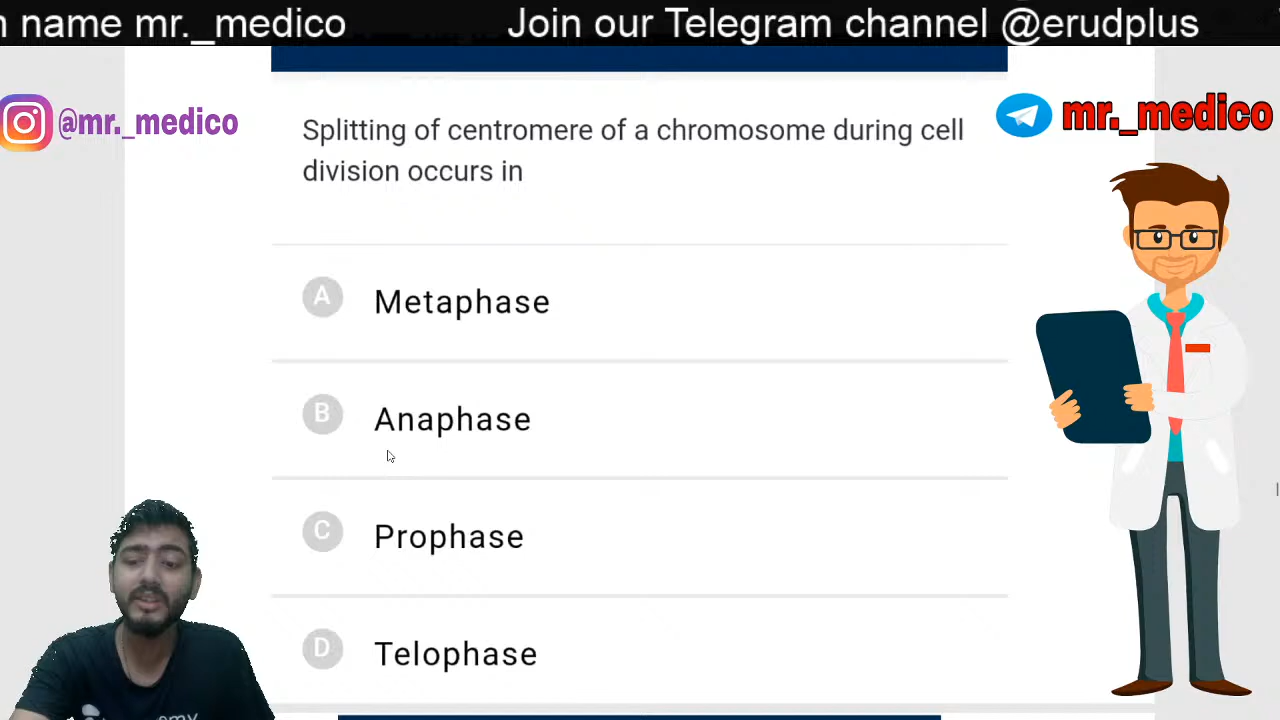 n name mr._medico Join our Telegram channel @erudplus
@mr._medico
mr._medico
Splitting of centromere of a chromosome during cell
division occurs in
A Metaphase
B Anaphase
C Prophase
D Telophase